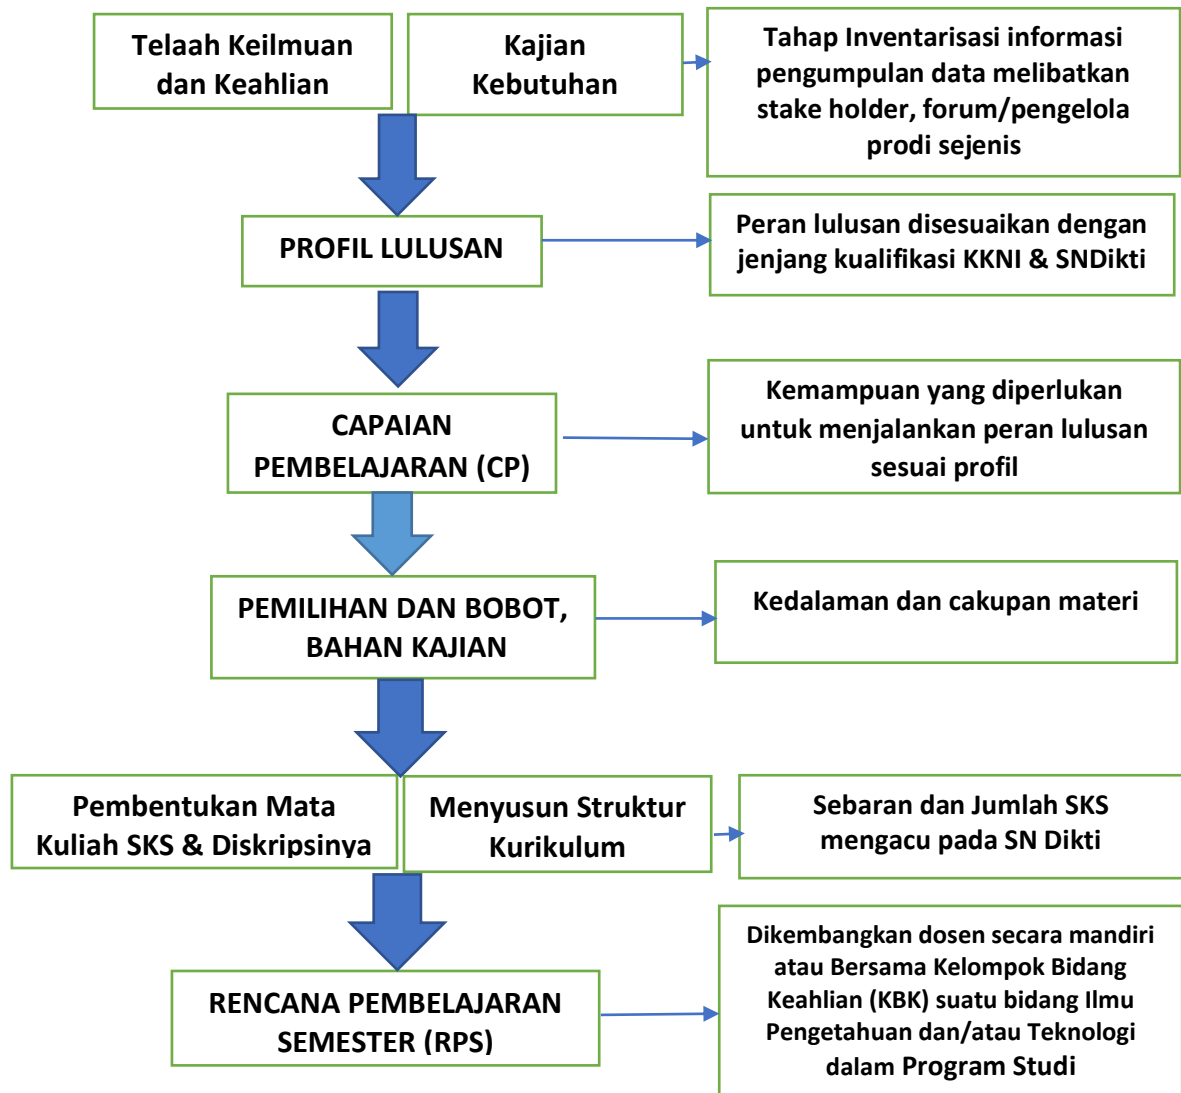 Telaah Keilmuan
dan Keahlian
Kajian
Kebutuhan
Tahap Inventarisasi informasi
pengumpulan data melibatkan
stake holder, forum/pengelola
prodi sejenis
PROFIL LULUSAN
Peran lulusan disesuaikan dengan
jenjang kualifikasi KKNI & SNDikti
CAPAIAN
PEMBELAJARAN (CP)
Kemampuan yang diperlukan
untuk menjalankan peran lulusan
sesuai profil
PEMILIHAN DAN BOBOT,
BAHAN KAJIAN
Kedalaman dan cakupan materi
Pembentukan Mata
Kuliah SKS & Diskripsinya
Menyusun Struktur
Kurikulum
Sebaran dan Jumlah SKS
mengacu pada SN Dikti
RENCANA PEMBELAJARAN
SEMESTER (RPS)
Dikembangkan dosen secara mandiri
atau Bersama Kelompok Bidang
Keahlian (KBK) suatu bidang Ilmu
Pengetahuan dan/atau Teknologi
dalam Program Studi